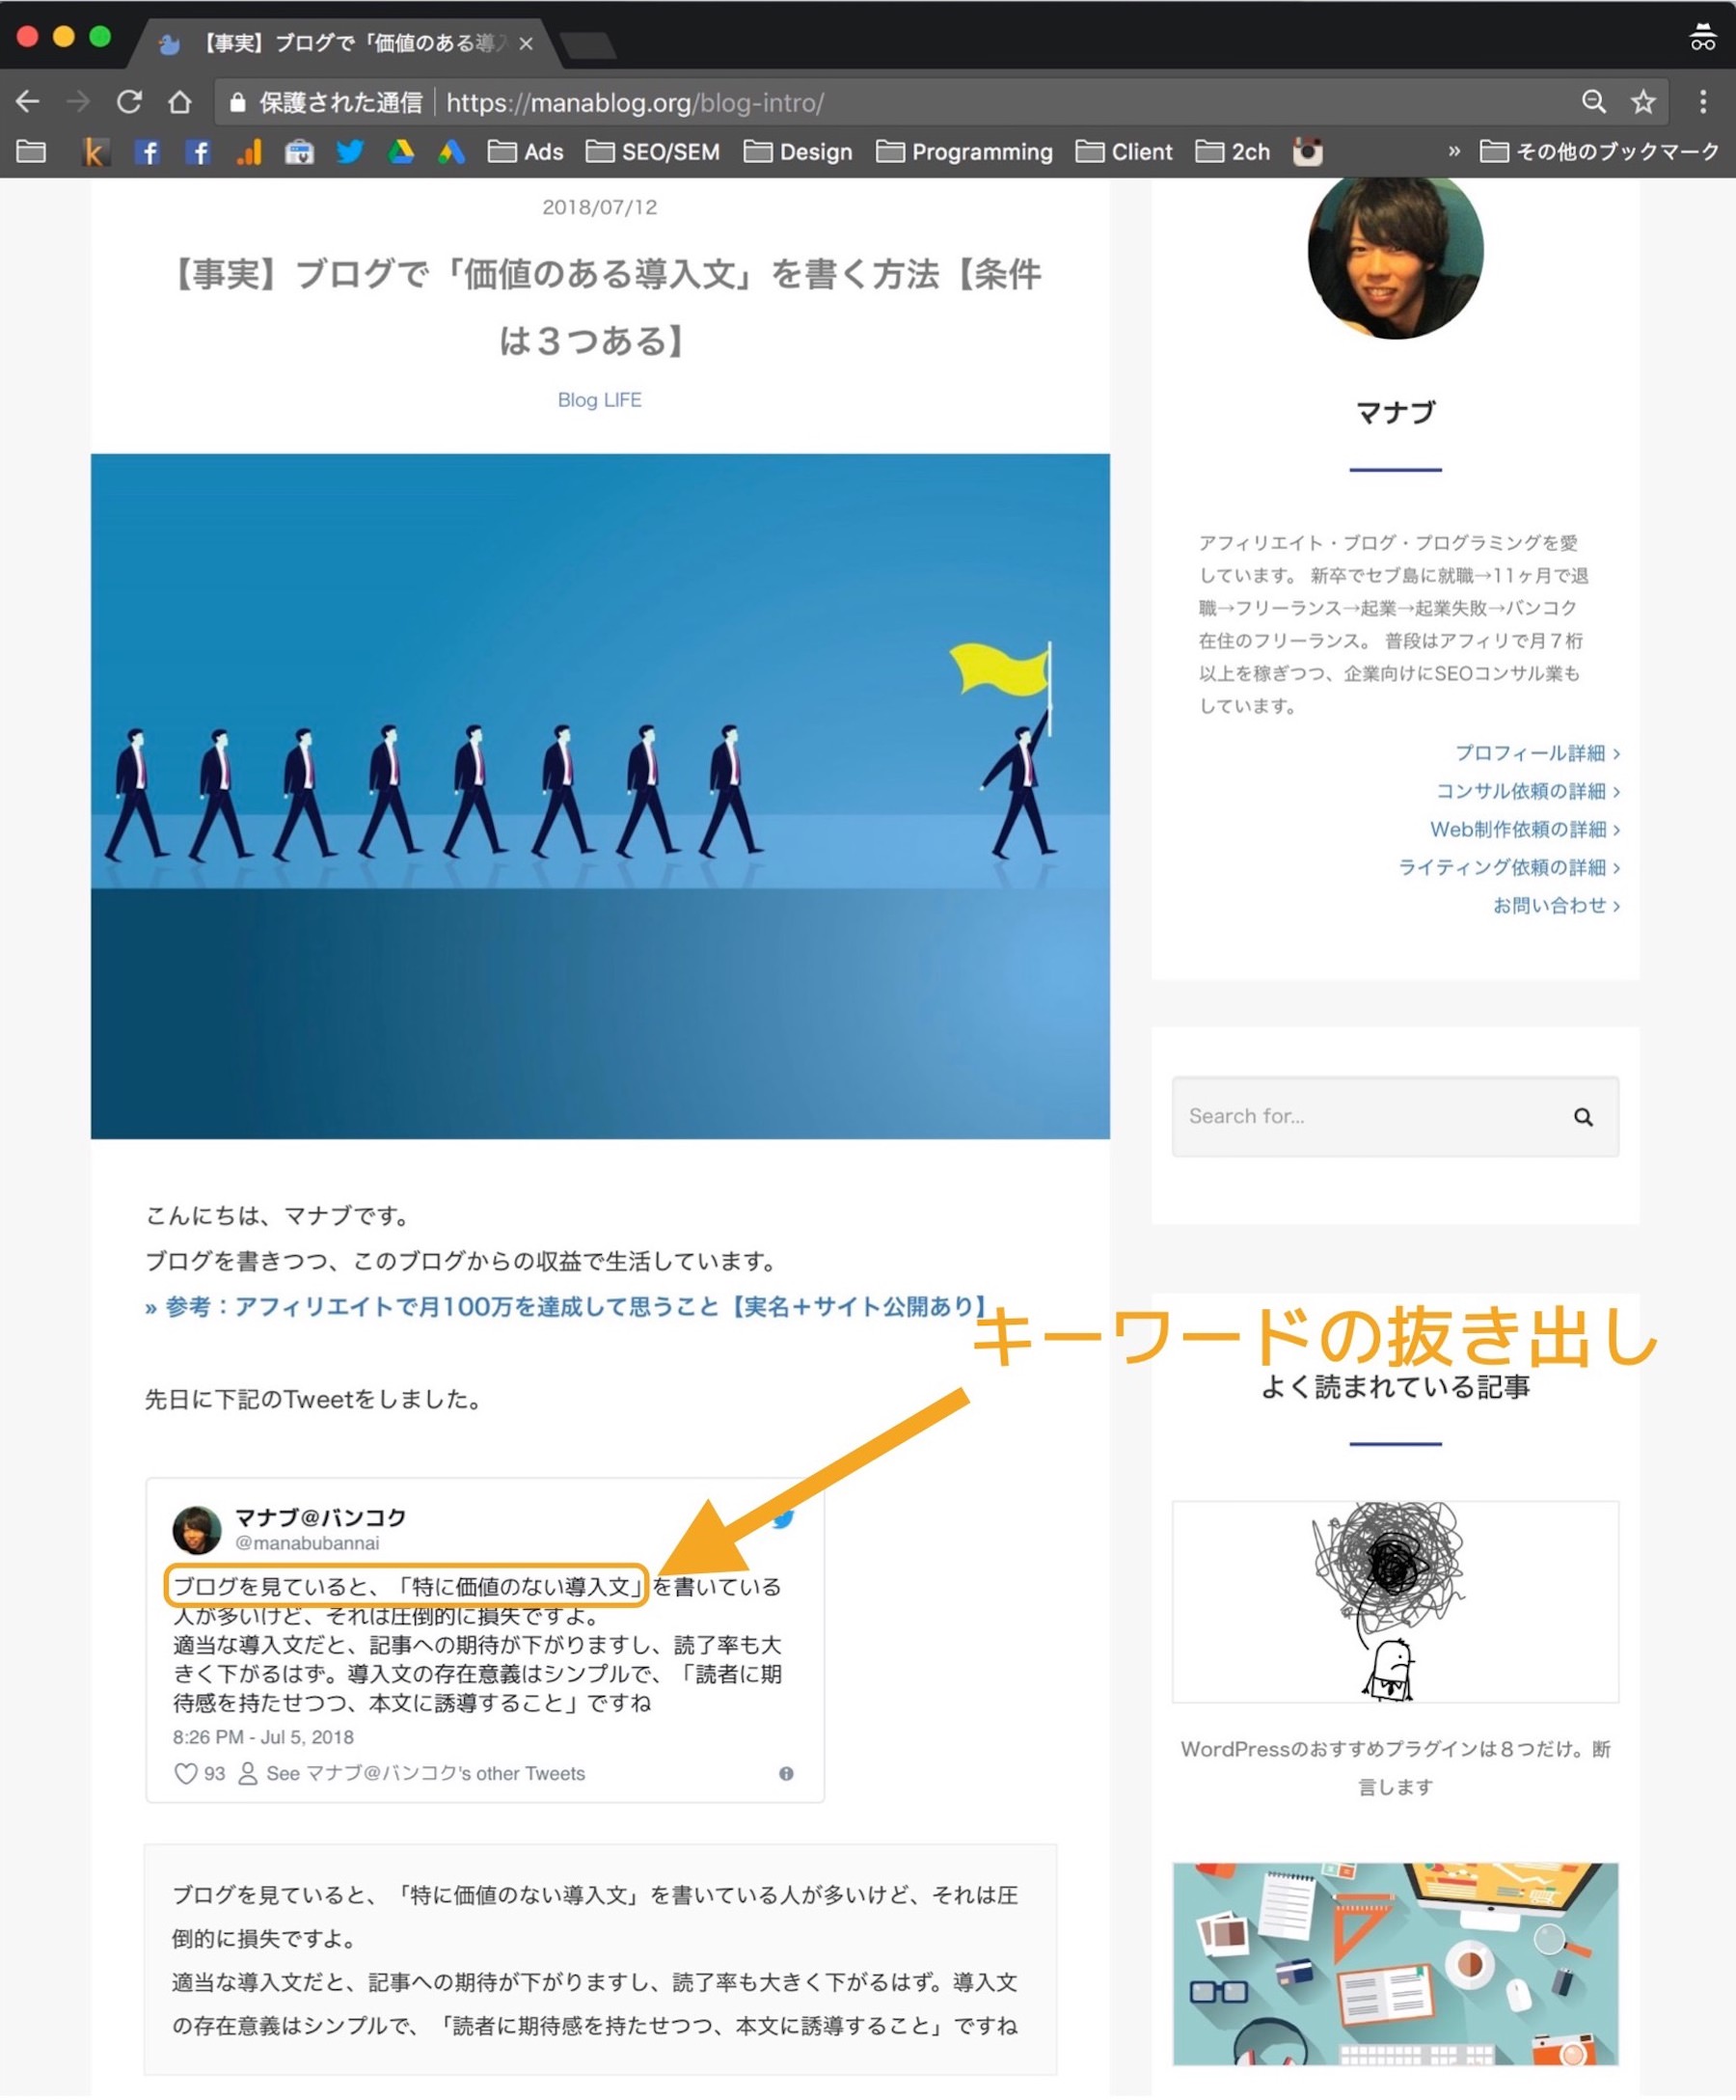 【事実】ブログで「価値のある導入
保護された通信
https://manablog.org/blog-intro/
Ads
SEO/SEM
Design
Programming
Client
2ch
»
その他のブックマーク
2018/07/12
【事実】ブログで「価値のある導入文」を書く方法【条件
は３つある】
Blog LIFE
こんにちは、マナブです。
ブログを書きつつ、このブログからの収益で生活しています。
» 参考：アフィリエイトで月100万を達成して思うこと【実名＋サイト公開あり】
先日に下記のTweetをしました。
マナブ@バンコク
@manabubannai
ブログを見ていると、「特に価値のない導入文」を書いている
人が多いけど、それは圧倒的に損失ですよ。
適当な導入文だと、記事への期待が下がりますし、読了率も大
きく下がるはず。導入文の存在意義はシンプルで、「読者に期
待感を持たせつつ、本文に誘導すること」ですね
8:26 PM - Jul 5, 2018
93
See マナブ@バンコク's other Tweets
ブログを見ていると、「特に価値のない導入文」を書いている人が多いけど、それは圧
倒的に損失ですよ。
適当な導入文だと、記事への期待が下がりますし、読了率も大きく下がるはず。導入文
の存在意義はシンプルで、「読者に期待感を持たせつつ、本文に誘導すること」ですね
マナブ
アフィリエイト・ブログ・プログラミングを愛
しています。 新卒でセブ島に就職→11ヶ月で退
職→フリーランス→起業→起業失敗→バンコク
在住のフリーランス。 普段はアフィリで月７桁
以上を稼ぎつつ、企業向けにSEOコンサル業も
しています。
プロフィール詳細 ›
コンサル依頼の詳細 ›
Web制作依頼の詳細 ›
ライティング依頼の詳細 ›
お問い合わせ ›
Search for...
キーワードの抜き出し
よく読まれている記事
WordPressのおすすめプラグインは８つだけ。断
言します